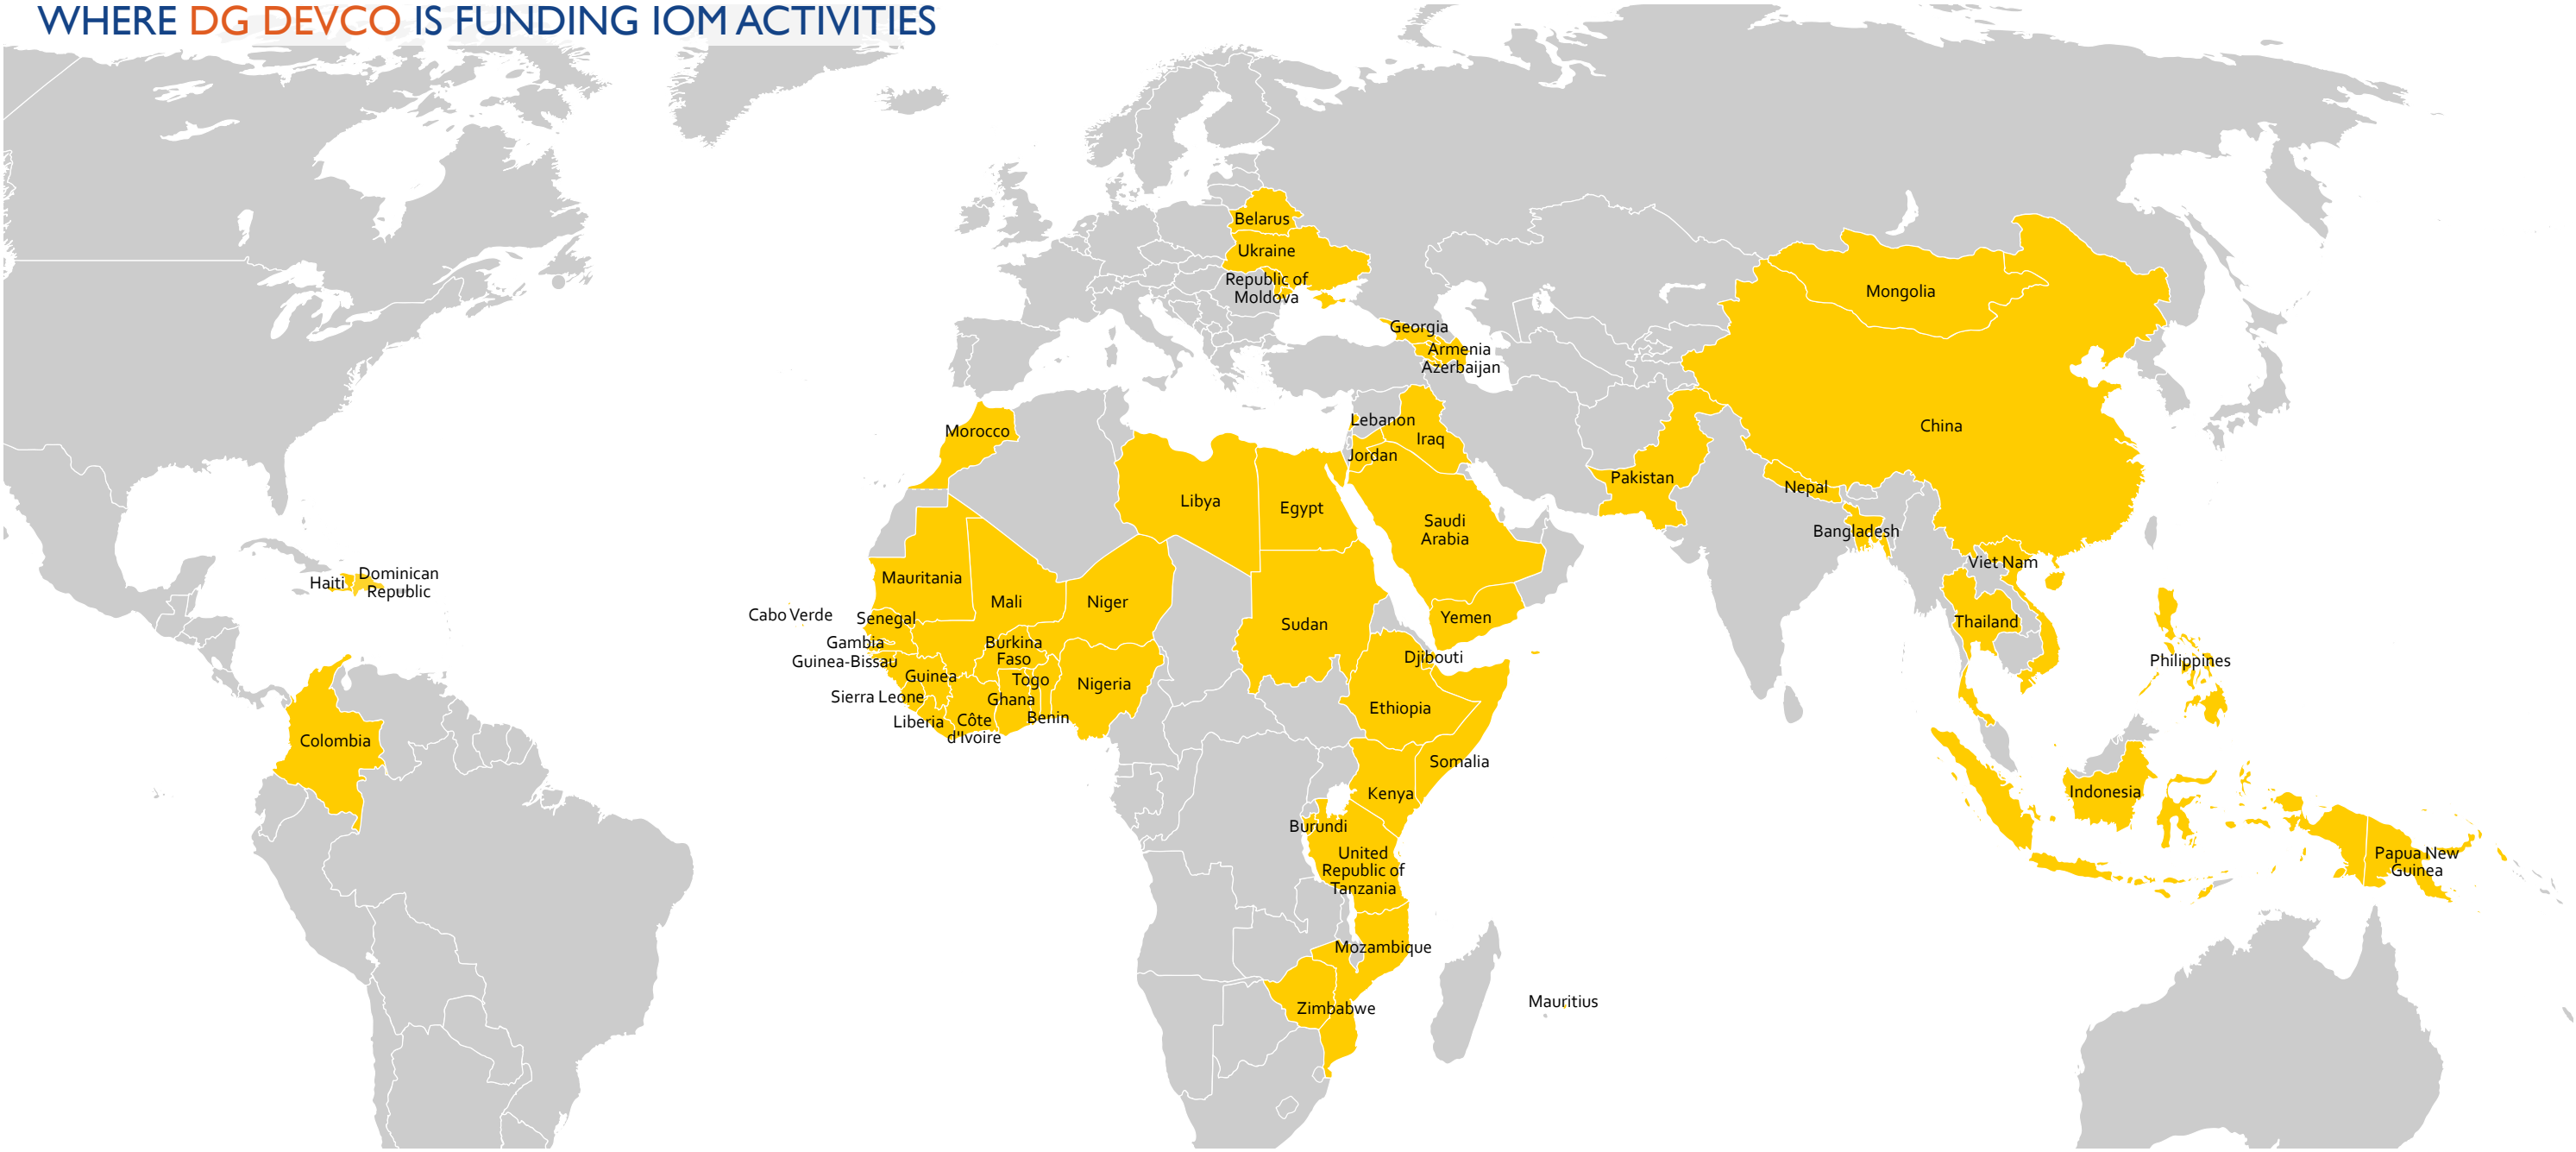 WHERE DG DEVCO IS FUNDING IOM ACTIVITIES
Belarus
Ukraine
Republic of
Moldova
Georgia
Armenia
Azerbaijan
Mongolia
China
Morocco
Lebanon
Iraq
Jordan
Libya
Egypt
Saudi
Arabia
Pakistan
Nepal
Bangladesh
Viet Nam
Thailand
Philippines
Haiti
Dominican
Republic
Cabo Verde
Mauritania
Mali
Niger
Sudan
Yemen
Senegal
Gambia
Guinea-Bissau
Burkina
Faso
Djibouti
Guinea
Togo
Nigeria
Sierra Leone
Ghana
Liberia
Côte
d'Ivoire
Benin
Ethiopia
Colombia
Somalia
Kenya
Indonesia
Burundi
United
Republic of
Tanzania
Papua New
Guinea
Mozambique
Zimbabwe
Mauritius